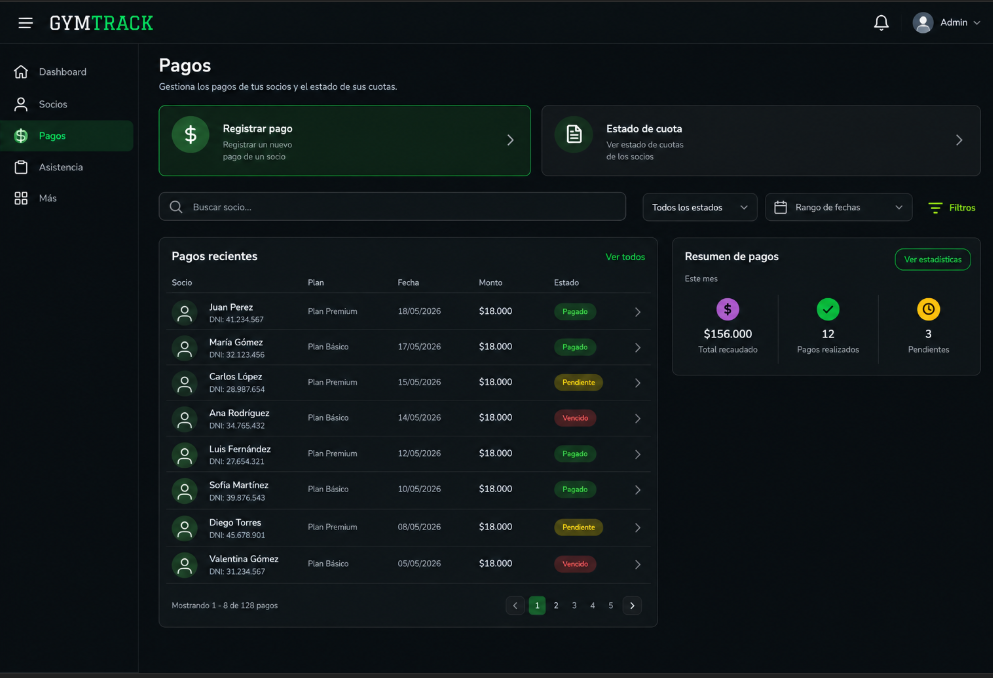 GYMTRACK
Admin
Dashboard
Socios
Pagos
Asistencia
Más
Pagos
Gestiona los pagos de tus socios y el estado de sus cuotas.
$
Registrar pago
Registrar un nuevo
pago de un socio
Estado de cuota
Ver estado de cuotas
de los socios
Buscar socio...
Todos los estados
Rango de fechas
Filtros
Pagos recientes
Ver todos
Socio Plan Fecha Monto Estado
Juan Perez
DNI: 41.234.567
Plan Premium 18/05/2026 $18.000 Pagado
María Gómez
DNI: 32.123.456
Plan Básico 17/05/2026 $18.000 Pagado
Carlos López
DNI: 28.987.654
Plan Premium 15/05/2026 $18.000 Pendiente
Ana Rodríguez
DNI: 34.765.432
Plan Básico 14/05/2026 $18.000 Vencido
Luis Fernández
DNI: 27.654.321
Plan Premium 12/05/2026 $18.000 Pagado
Sofía Martínez
DNI: 39.876.543
Plan Básico 10/05/2026 $18.000 Pagado
Diego Torres
DNI: 45.678.901
Plan Premium 08/05/2026 $18.000 Pendiente
Valentina Gómez
DNI: 31.234.567
Plan Básico 05/05/2026 $18.000 Vencido
Mostrando 1 - 8 de 128 pagos
1 2 3 4 5
Resumen de pagos
Ver estadísticas
Este mes
$
$156.000
Total recaudado
12
Pagos realizados
3
Pendientes